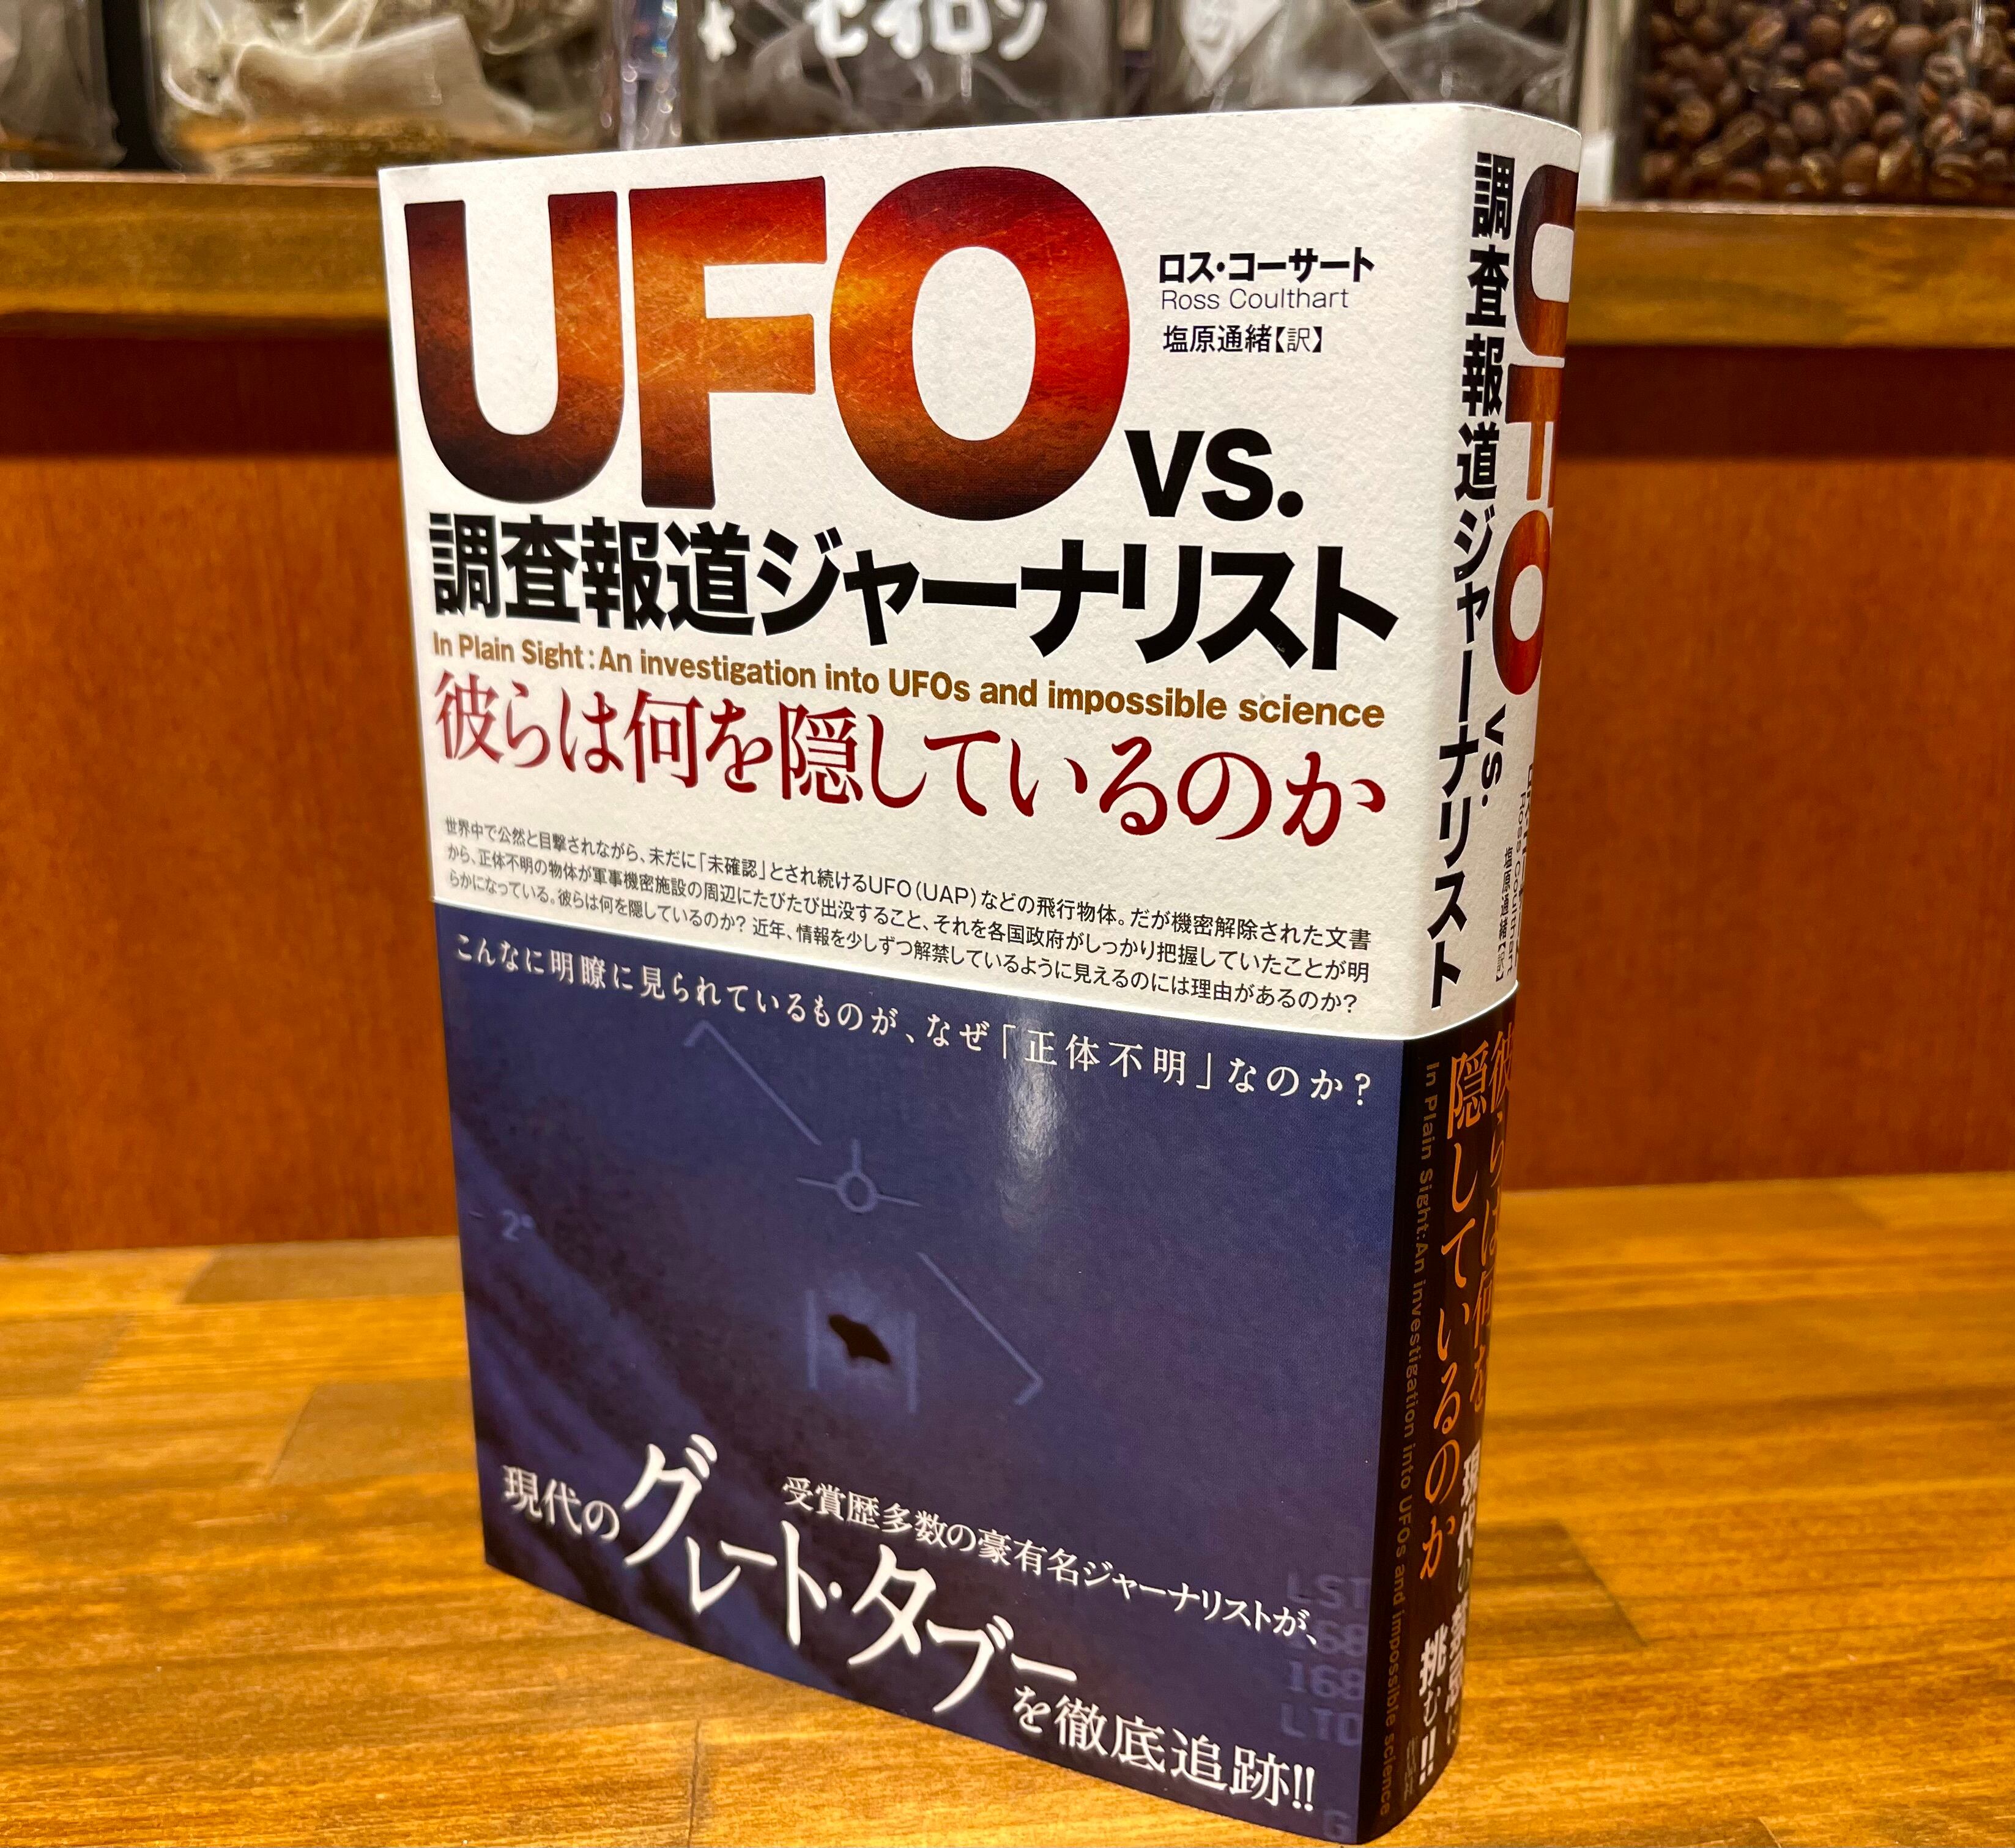 ★ セイロン
UFO vs.
ロス・コーサート
Ross Coulthart
塩原通緒【訳】
調査報道ジャーナリスト
In Plain Sight:An investigation into UFOs and impossible science
彼らは何を隠しているのか
世界中で公然と目撃されながら、未だに「未確認」とされ続けるUFO(UAP)などの飛行物体。だが機密解除された文書
から、正体不明の物体が軍事機密施設の周辺にたびたび出没すること、それを各国政府がしっかり把握していたことが明
らかになっている。彼らは何を隠しているのか? 近年、情報を少しずつ解禁しているように見えるのには理由があるのか?
こんなに明瞭に見られているものが、なぜ「正体不明」なのか?
2°
受賞歴多数の豪有名ジャーナリストが、
現代のグレート・タブーを徹底追跡!!
LST
168
168
LTD
G
UFO vs.
調査報道ジャーナリスト
Ross Coulthart
塩原通緒【訳】
彼らは何を
隠しているのか
In Plain Sight:An investigation into UFOs and impossible science
現代の
挑む!!